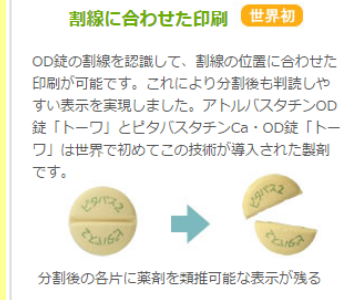 割線に合わせた印刷 世界初
OD錠の割線を認識して、割線の位置に合わせた
印刷が可能です。これにより分割後も判読しや
すい表示を実現しました。アトルバスタチンOD
錠「トーワ」とピタバスタチンCa・OD錠「トー
ワ」は世界で初めてこの技術が導入された製剤
です。
ピタバス2
ピタバス2
分割後の各片に薬剤を類推可能な表示が残る